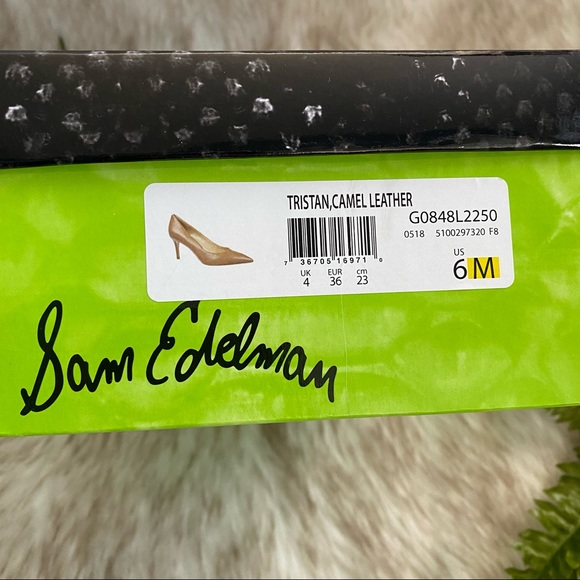 TRISTAN,CAMEL LEATHER
G0848L2250
0518 5100297320 F8
7 36705 16971 0
UK EUR cm
4 36 23
US
6 M
Sam Edelman